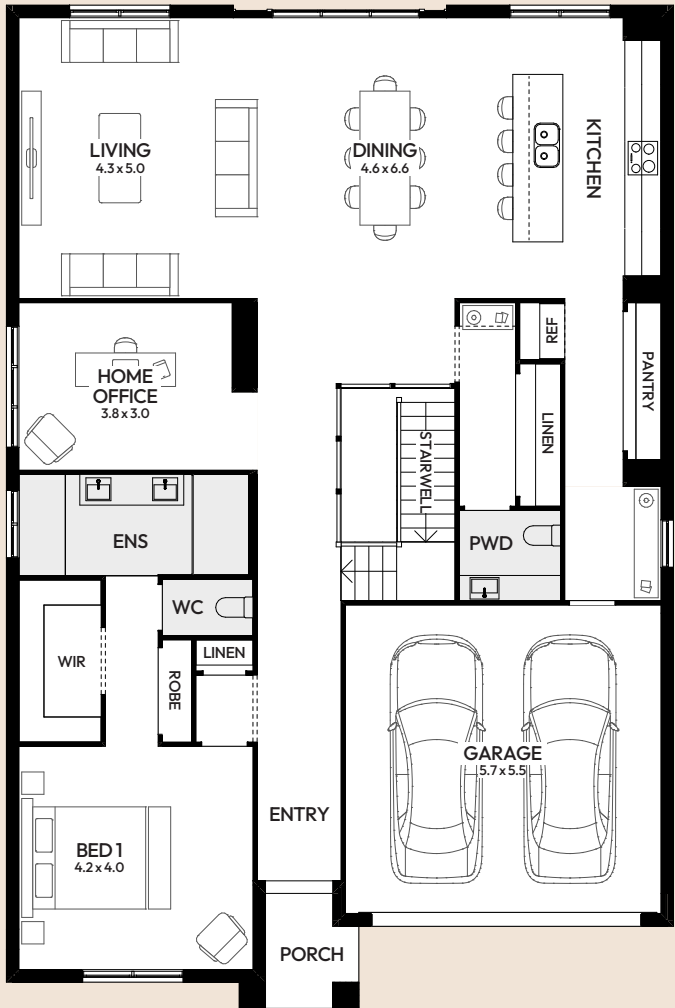 LIVING
4.3 x 5.0
DINING
4.6 x 6.6
KITCHEN
HOME
OFFICE
3.8 x 3.0
REF
PANTRY
LINEN
STAIRWELL
ENS
PWD
WC
WIR
LINEN
ROBE
GARAGE
5.7 x 5.5
ENTRY
BED 1
4.2 x 4.0
PORCH